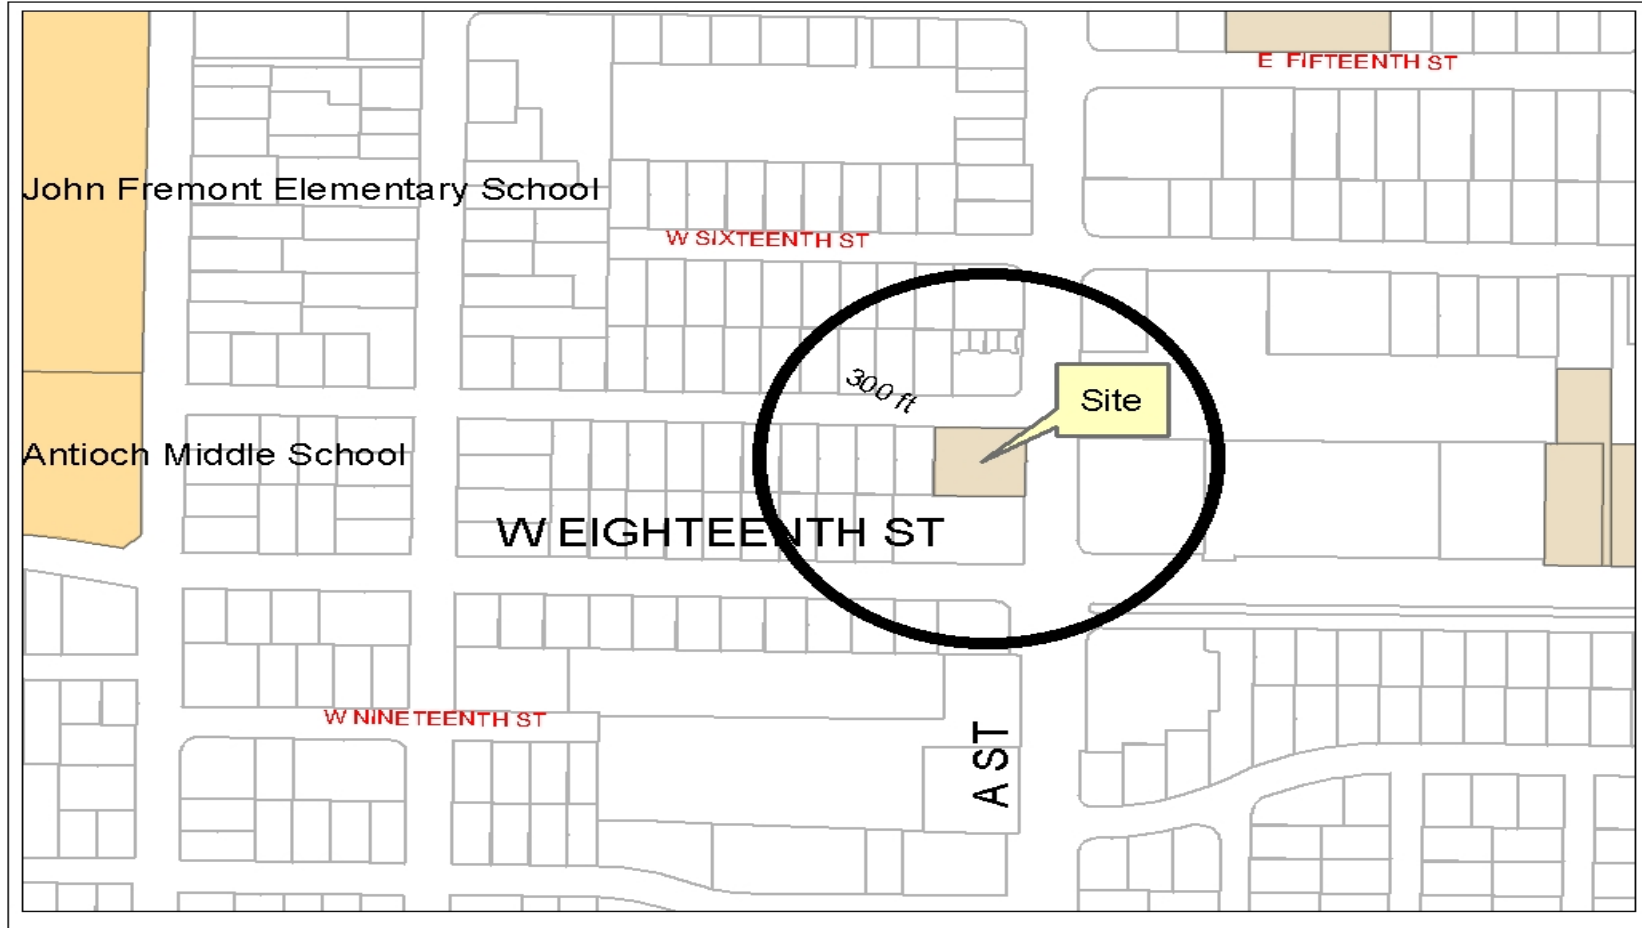 E FIFTEENTH ST
John Fremont Elementary School
W SIXTEENTH ST
300 ft
Site
Antioch Middle School
W EIGHTEENTH ST
W NINETEENTH ST
A ST